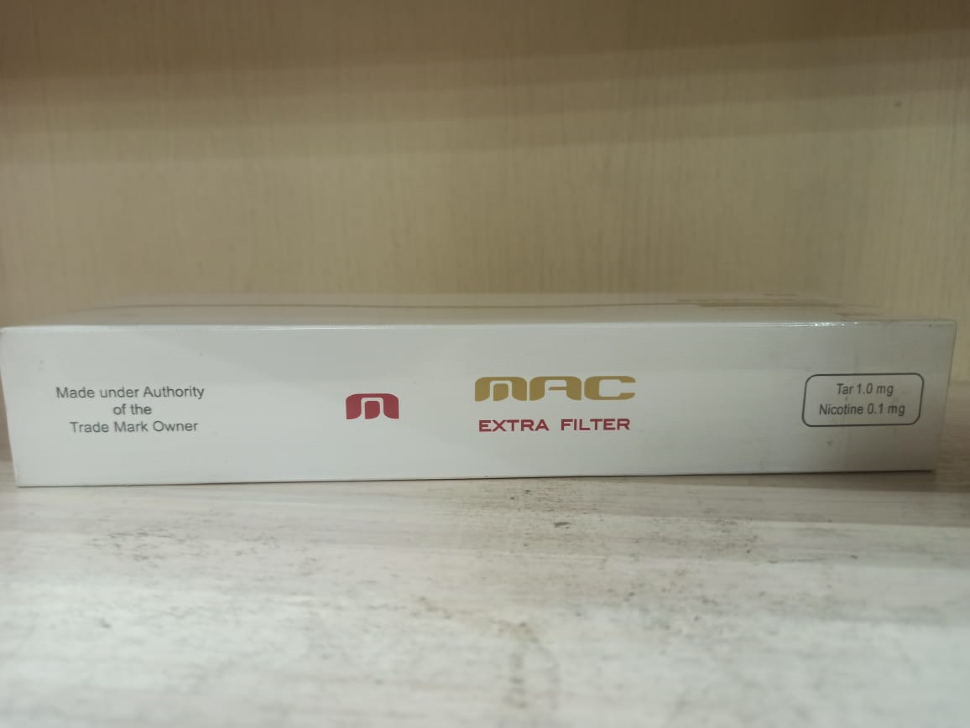 Made under Authority
of the
Trade Mark Owner
MAC
EXTRA FILTER
Tar 1.0 mg
Nicotine 0.1 mg